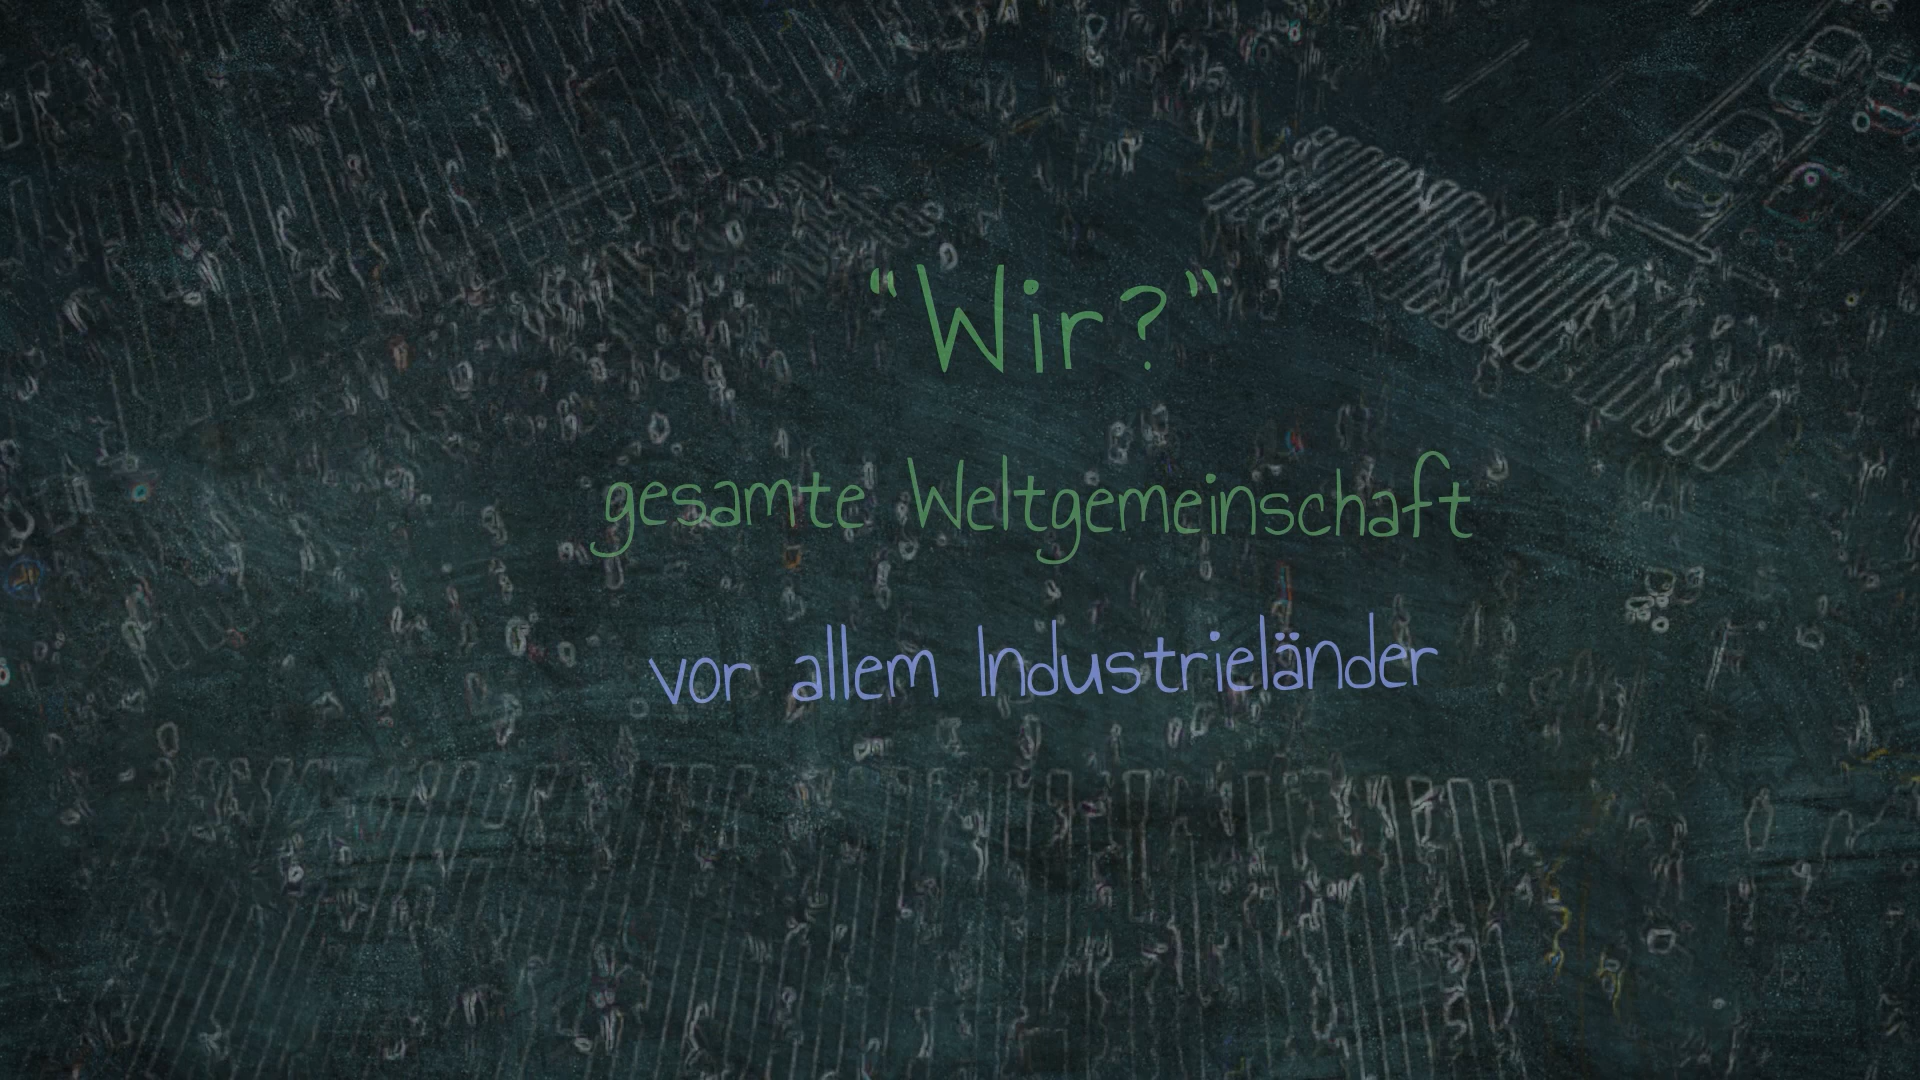 “Wir?”
gesamte Weltgemeinschaft
vor allem Industrieländer